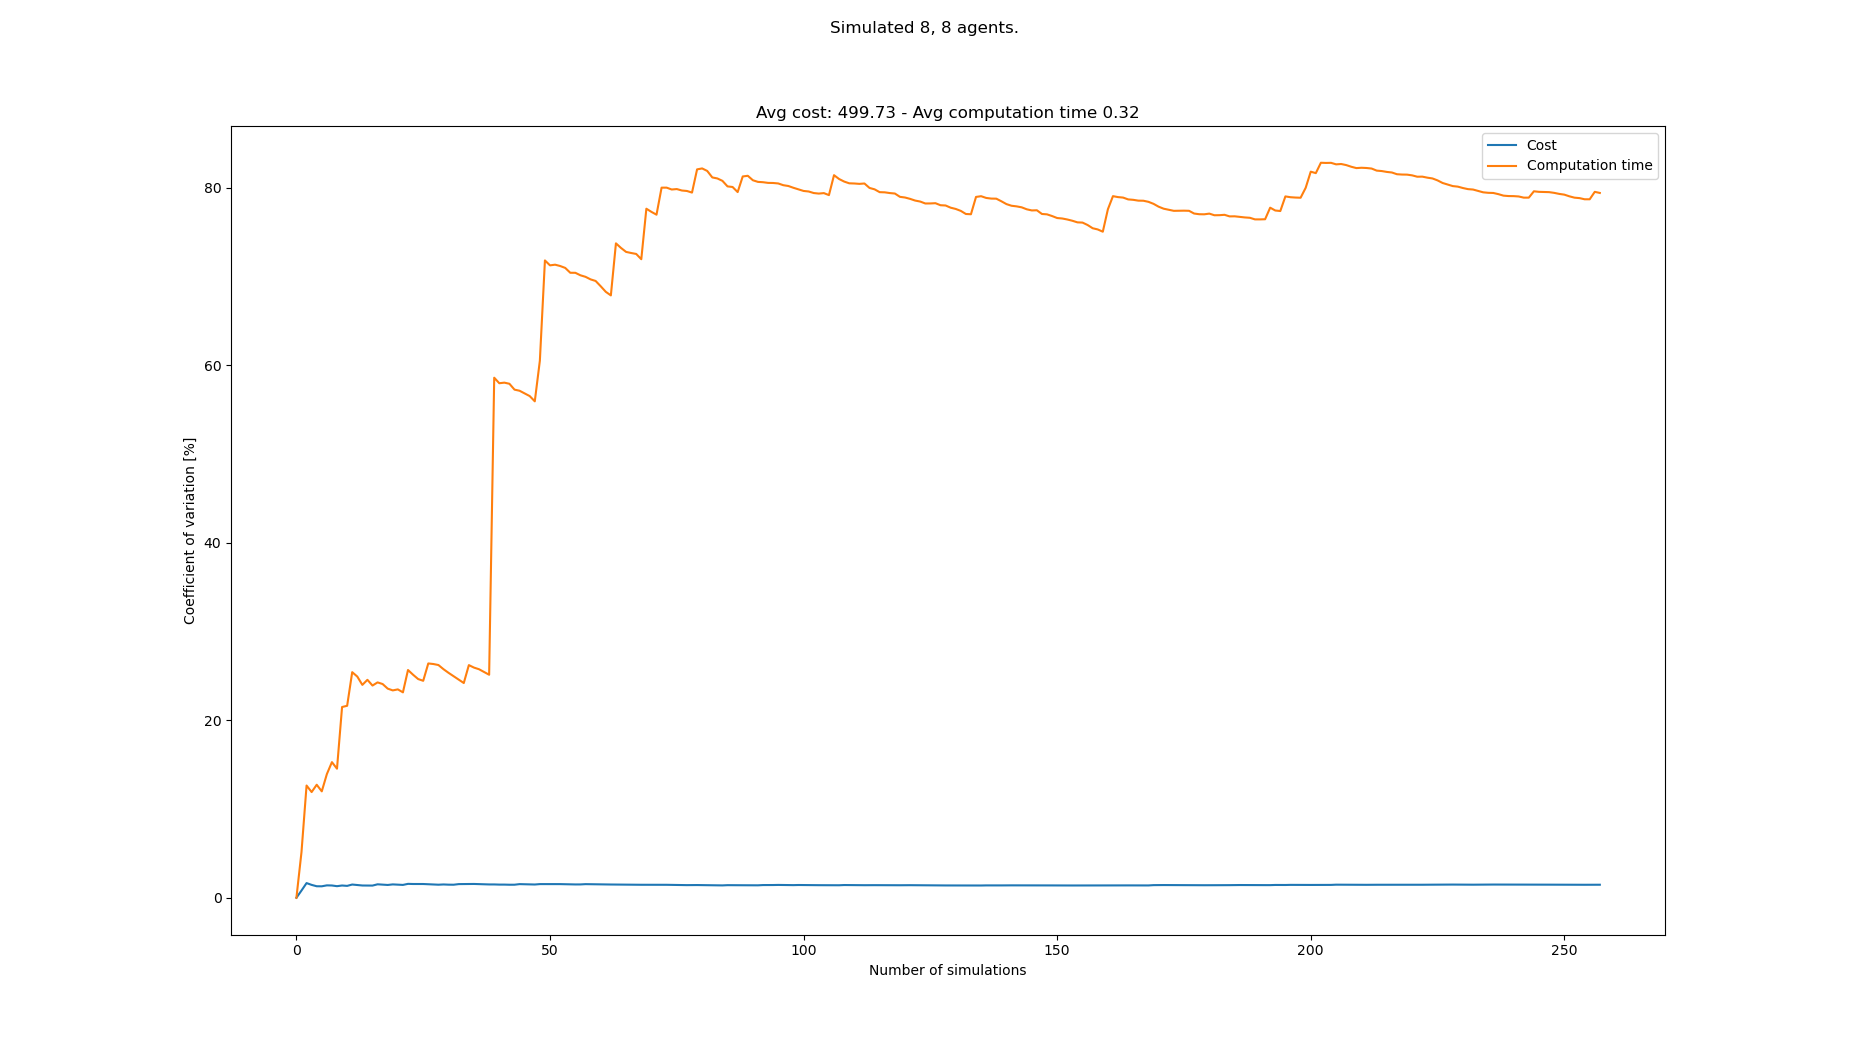 Simulated 8, 8 agents.
Avg cost: 499.73 - Avg computation time 0.32
Cost
Computation time
80
60
40
20
0
Coefficient of variation [%]
0 50 100 150 200 250
Number of simulations